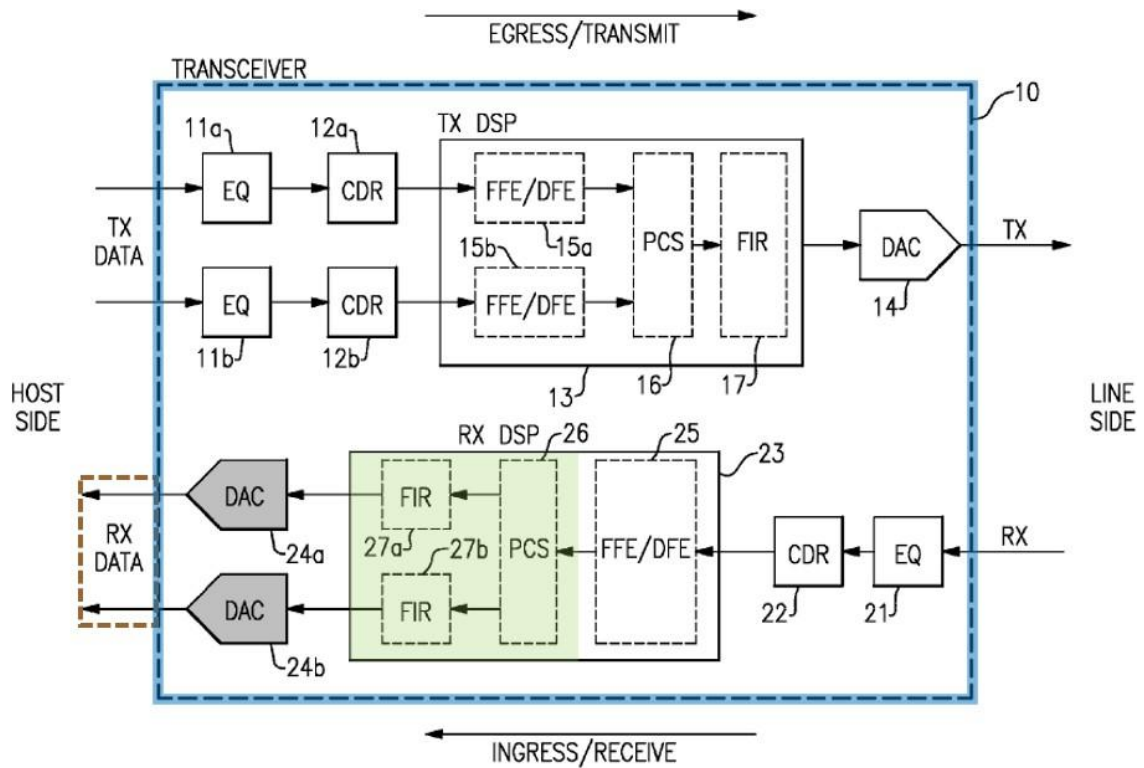 EGRESS/TRANSMIT
TRANSCEIVER
10
11a
12a
TX DSP
EQ
CDR
FFE/DFE
15a
PCS
FIR
DAC
TX
14
TX
DATA
15b
EQ
CDR
FFE/DFE
11b
12b
13
16
17
HOST
SIDE
LINE
SIDE
RX DSP
26
25
23
DAC
24a
FIR
27a
27b
PCS
FFE/DFE
CDR
22
EQ
21
RX
RX
DATA
DAC
24b
FIR
INGRESS/RECEIVE